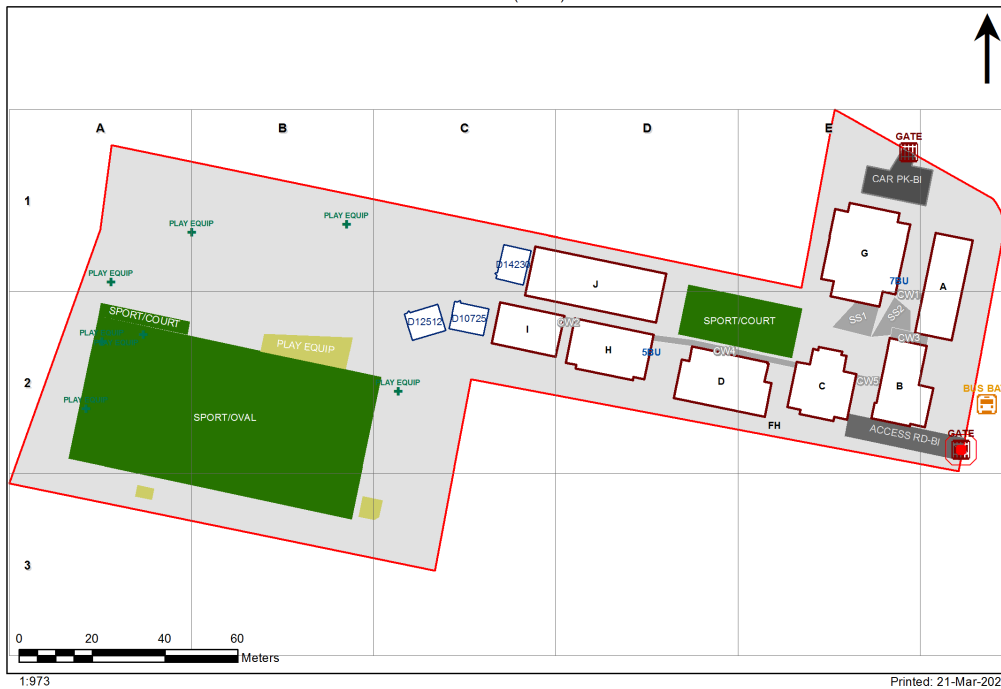 A
B
C
D
E
GATE
CAR PK-BI
1
PLAY EQUIP
PLAY EQUIP
G
D14230
PLAY EQUIP
7BU
J
A
CW1
SPORT/COURT
SS1
SS2
D12512
D10725
I
CW2
SPORT/COURT
CW3
PLAY EQUIP
H
5BU
CW4
2
D
C
CW5
B
PLAY EQUIP
BUS BA
SPORT/OVAL
FH
ACCESS RD-BI
GATE
3
0 20 40 60
Meters
1:973
Printed: 21-Mar-202